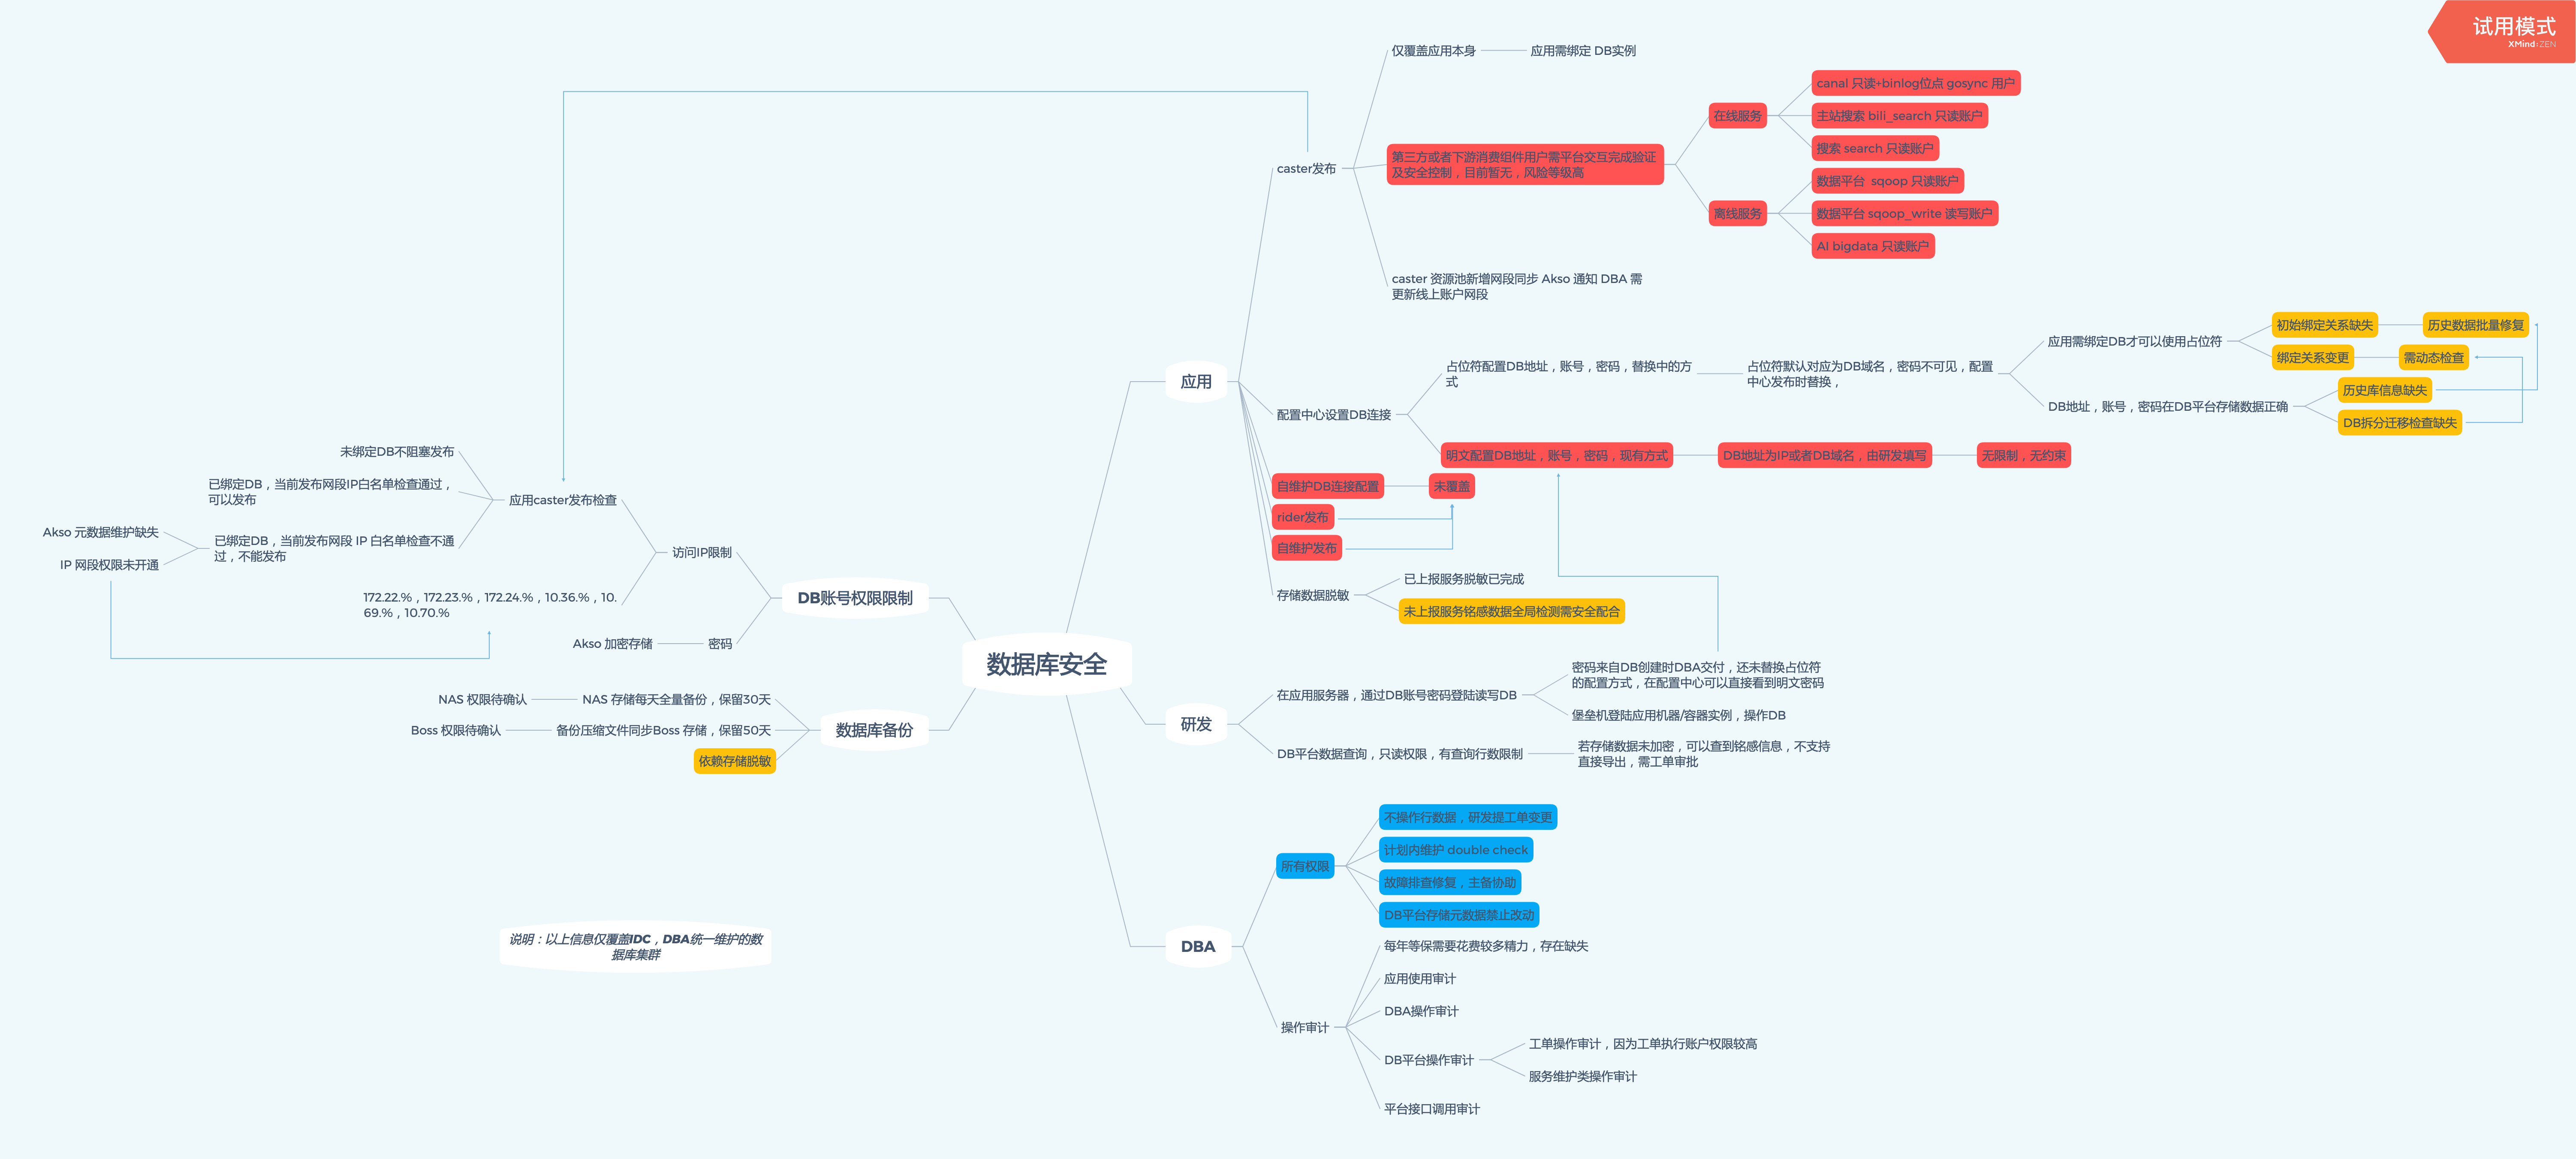 试用模式
XMind:ZEN
数据库安全
应用
caster发布
仅覆盖应用本身
应用需绑定 DB实例
第三方或者下游消费组件用户需平台交互完成验证
及安全控制，目前暂无，风险等级高
在线服务
canal 只读+binlog位点 gosync 用户
主站搜索 bili_search 只读账户
搜索 search 只读账户
离线服务
数据平台  sqoop 只读账户
数据平台 sqoop_write 读写账户
AI bigdata 只读账户
caster 资源池新增网段同步 Akso 通知 DBA 需
更新线上账户网段
配置中心设置DB连接
占位符配置DB地址，账号，密码，替换中的方
式
占位符默认对应为DB域名，密码不可见，配置
中心发布时替换，
应用需绑定DB才可以使用占位符
初始绑定关系缺失
历史数据批量修复
绑定关系变更
需动态检查
DB地址，账号，密码在DB平台存储数据正确
历史库信息缺失
DB拆分迁移检查缺失
明文配置DB地址，账号，密码，现有方式
DB地址为IP或者DB域名，由研发填写
无限制，无约束
自维护DB连接配置
未覆盖
rider发布
自维护发布
存储数据脱敏
已上报服务脱敏已完成
未上报服务铭感数据全局检测需安全配合
研发
在应用服务器，通过DB账号密码登陆读写DB
密码来自DB创建时DBA交付，还未替换占位符
的配置方式，在配置中心可以直接看到明文密码
堡垒机登陆应用机器/容器实例，操作DB
DB平台数据查询，只读权限，有查询行数限制
若存储数据未加密，可以查到铭感信息，不支持
直接导出，需工单审批
DBA
所有权限
不操作行数据，研发提工单变更
计划内维护 double check
故障排查修复，主备协助
DB平台存储元数据禁止改动
操作审计
每年等保需要花费较多精力，存在缺失
应用使用审计
DBA操作审计
DB平台操作审计
工单操作审计，因为工单执行账户权限较高
服务维护类操作审计
平台接口调用审计
DB账号权限限制
访问IP限制
应用caster发布检查
未绑定DB不阻塞发布
已绑定DB，当前发布网段IP白名单检查通过，
可以发布
已绑定DB，当前发布网段 IP 白名单检查不通
过，不能发布
Akso 元数据维护缺失
IP 网段权限未开通
172.22.%，172.23.%，172.24.%，10.36.%，10.
69.%，10.70.%
密码
Akso 加密存储
数据库备份
NAS 存储每天全量备份，保留30天
NAS 权限待确认
备份压缩文件同步Boss 存储，保留50天
Boss 权限待确认
依赖存储脱敏
说明：以上信息仅覆盖IDC，DBA统一维护的数
据库集群